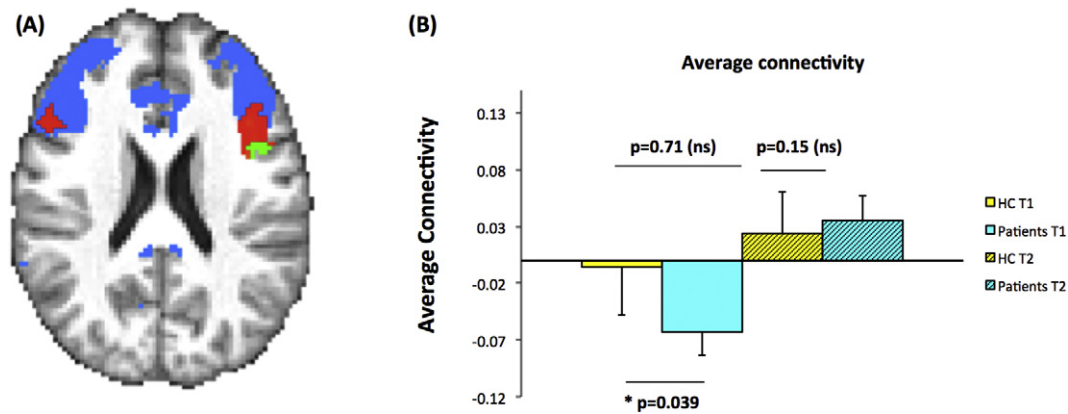 (A)
(B)
Average connectivity
Average Connectivity
0.13
0.08
0.03
-0.02
-0.07
-0.12
p=0.71 (ns)
p=0.15 (ns)
* p=0.039
HC T1
Patients T1
HC T2
Patients T2